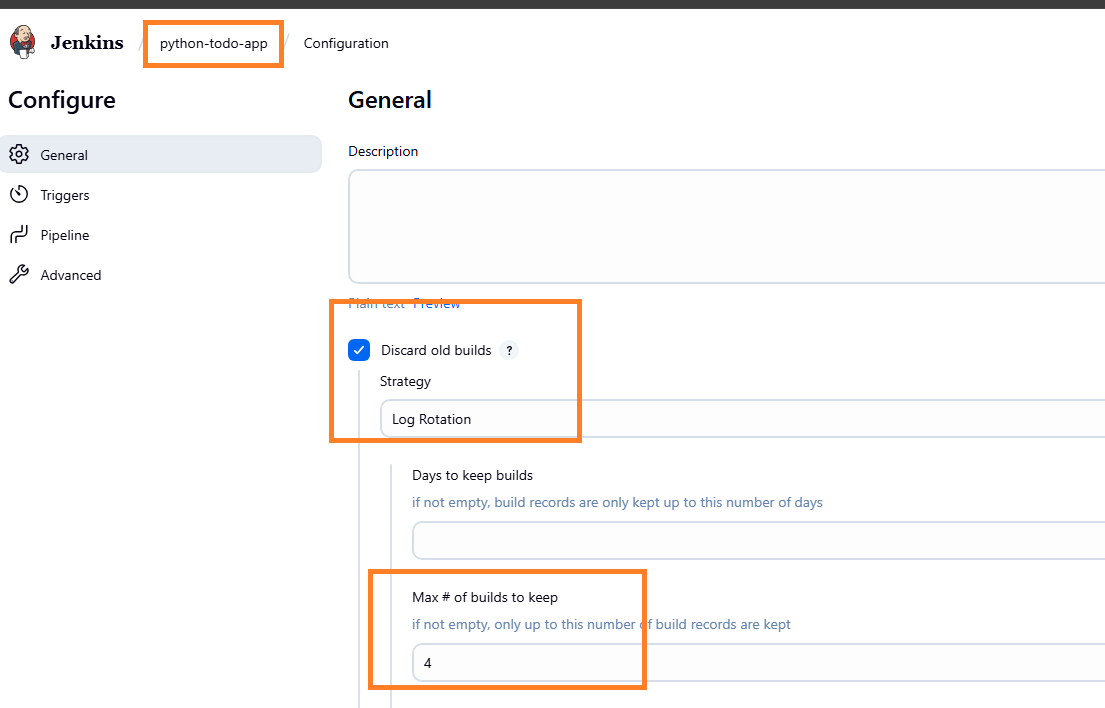 Jenkins / python-todo-app / Configuration
Configure
General
Triggers
Pipeline
Advanced
General
Description
Plain text Preview
Discard old builds ?
Strategy
Log Rotation
Days to keep builds
if not empty, build records are only kept up to this number of days
Max # of builds to keep
if not empty, only up to this number of build records are kept
4